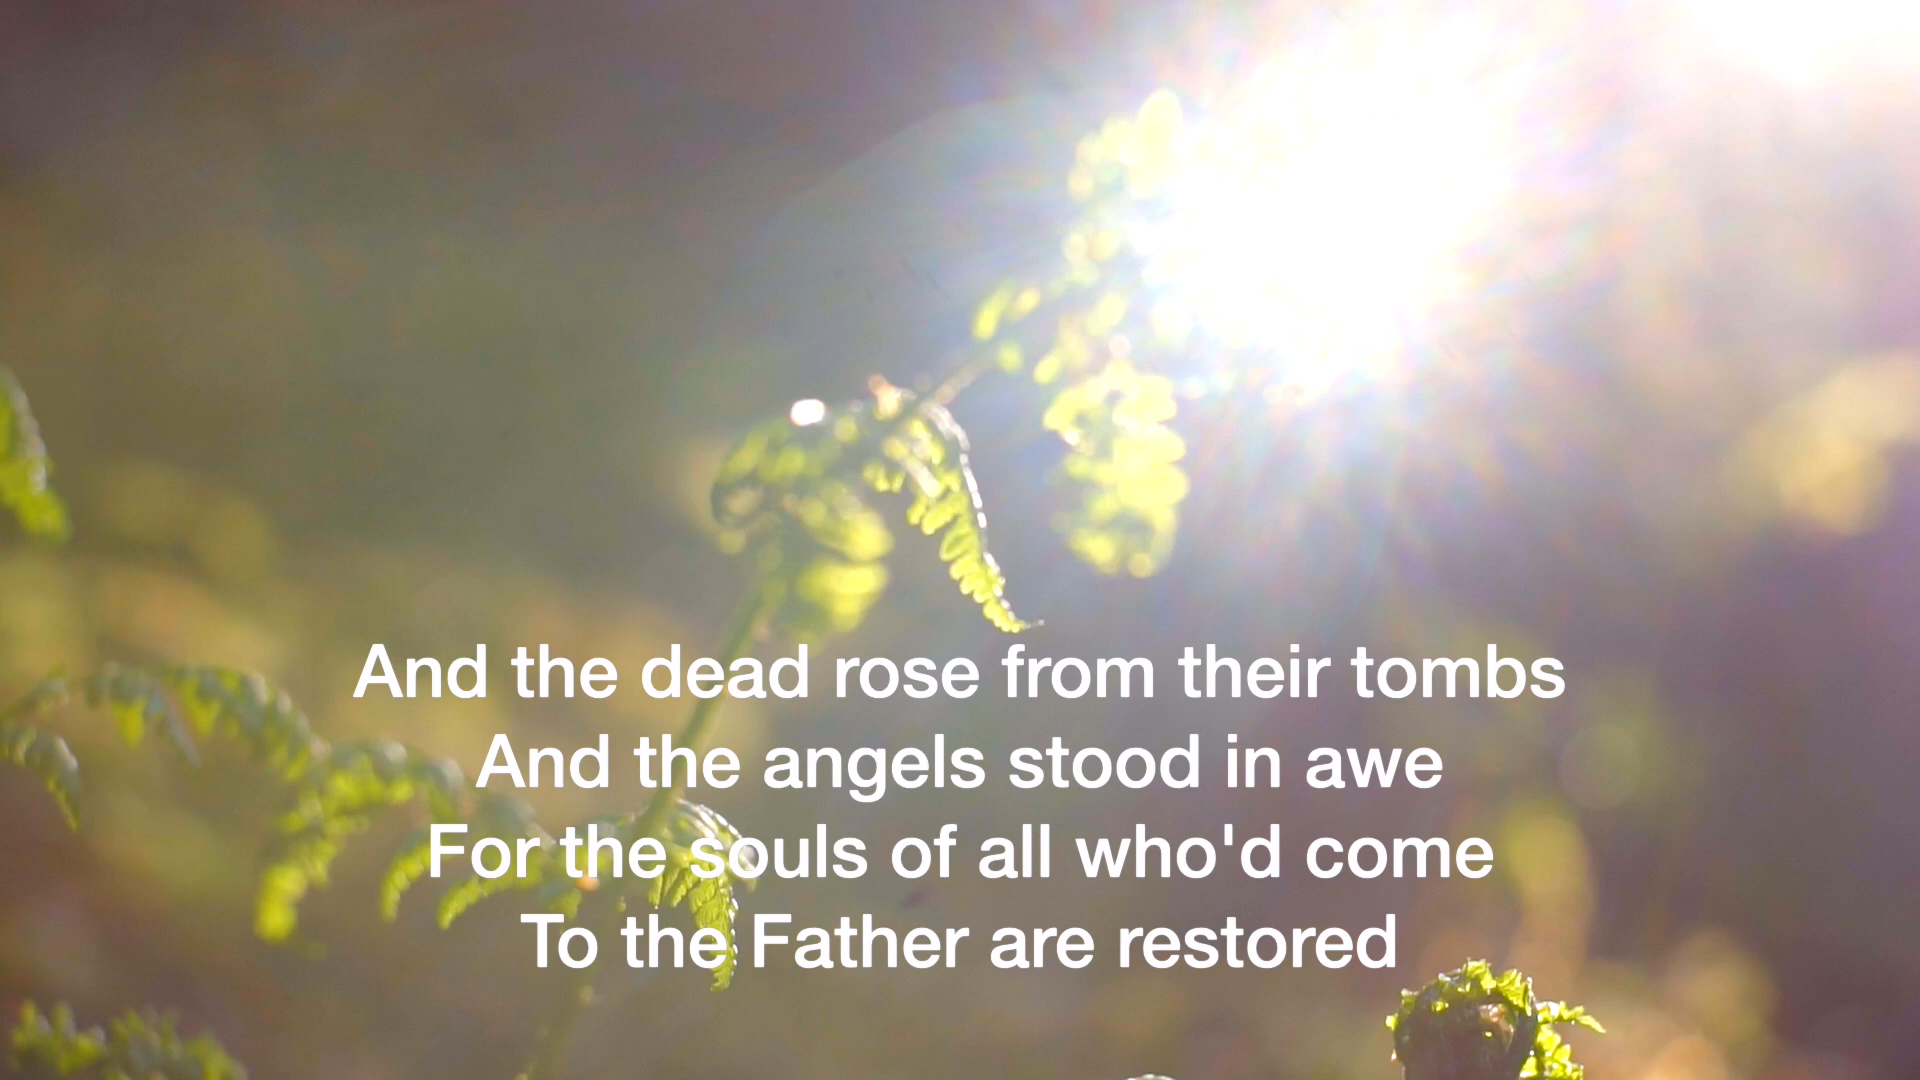 And the dead rose from their tombs
And the angels stood in awe
For the souls of all who'd come
To the Father are restored